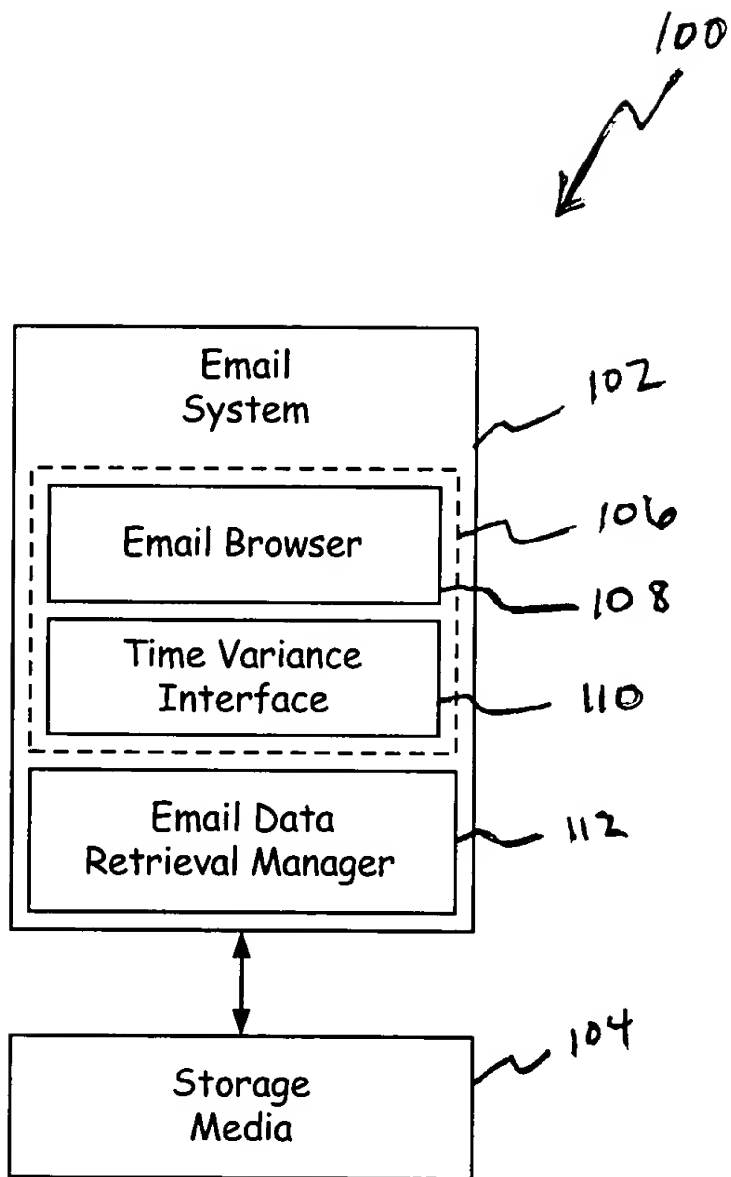 100
Email
System
102
Email Browser
106
108
Time Variance
Interface
110
Email Data
Retrieval Manager
112
Storage
Media
104